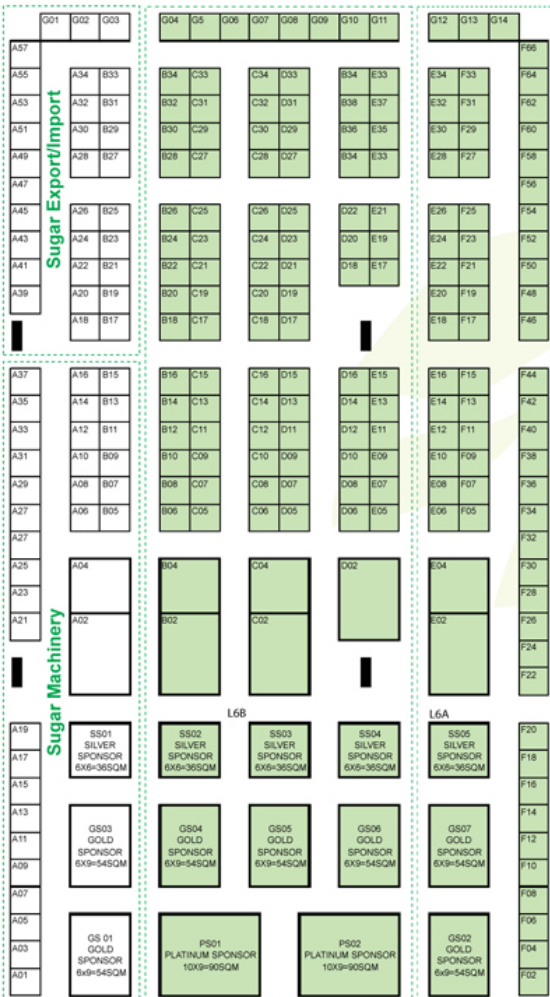 G01 G02 G03 G04 G5 G06 G07 G08 G09 G10 G11 G12 G13 G14
A57 F66
A55 A34 B33 B34 C33 C34 D33 B34 E33 E34 F33 F64
A53 A32 B31 B32 C31 C32 D31 B38 E37 E32 F31 F62
A51 A30 B29 B30 C29 C30 D29 B36 E35 E30 F29 F60
A49 A28 B27 B28 C27 C28 D27 B34 E33 E28 F27 F58
A47 F56
A45 A26 B25 B26 C25 C26 D25 D22 E21 E26 F25 F54
A43 A24 B23 B24 C23 C24 D23 D20 E19 E24 F23 F52
A41 A22 B21 B22 C21 C22 D21 D18 E17 E22 F21 F50
A39 A20 B19 B20 C19 C20 D19 E20 F19 F48
A18 B17 B18 C17 C18 D17 E18 F17 F46
Sugar Export/Import
A37 A16 B15 B16 C15 C16 D15 D16 E15 E16 F15 F44
A35 A14 B13 B14 C13 C14 D13 D14 E13 E14 F13 F42
A33 A12 B11 B12 C11 C12 D11 D12 E11 E12 F11 F40
A31 A10 B09 B10 C09 C10 D09 D10 E09 E10 F09 F38
A29 A08 B07 B08 C07 C08 D07 D08 E07 E08 F07 F36
A27 A06 B05 B06 C05 C06 D05 D06 E05 E06 F05 F34
A27 F32
A25 A04 B04 C04 D02 E04 F30
A23 F28
A21 A02 B02 C02 E02 F26
F24
F22
Sugar Machinery
L6B L6A
A19 SS01 SS02 SS03 SS04 SS05 F20
SILVER SILVER SILVER SILVER SILVER
A17 SPONSOR SPONSOR SPONSOR SPONSOR SPONSOR F18
6X6=36SQM 6X6=36SQM 6X6=36SQM 6X6=36SQM 6X6=36SQM
A15 F16
A13 GS03 GS04 GS05 GS06 GS07 F14
A11 GOLD GOLD GOLD GOLD GOLD F12
SPONSOR SPONSOR SPONSOR SPONSOR SPONSOR
A09 6X9=54SQM 6X9=54SQM 6X9=54SQM 6X9=54SQM 6X9=54SQM F10
A07 F08
A05 GS 01 PS01 PS02 GS02 F06
A03 GOLD PLATINUM SPONSOR PLATINUM SPONSOR GOLD F04
SPONSOR 10X9=90SQM 10X9=90SQM SPONSOR
A01 6x9=54SQM 6x9=54SQM F02